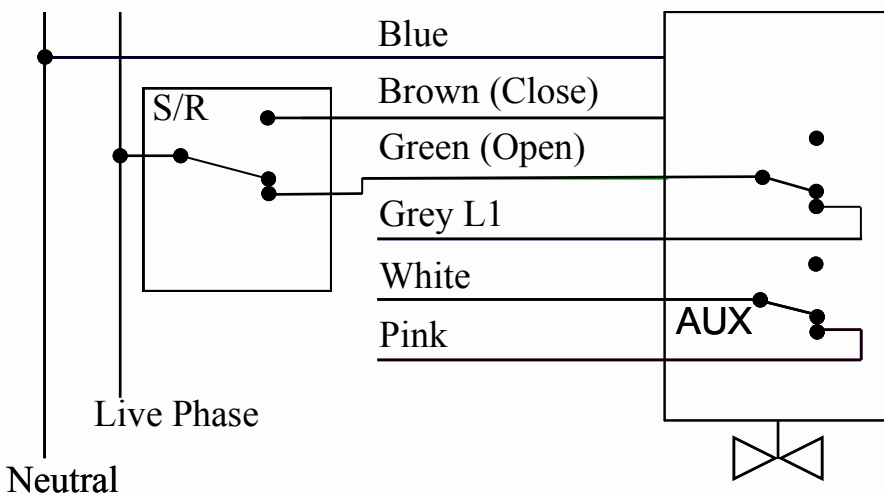 Blue
S/R
Brown (Close)
Green (Open)
Grey L1
White
AUX
Pink
Live Phase
Neutral